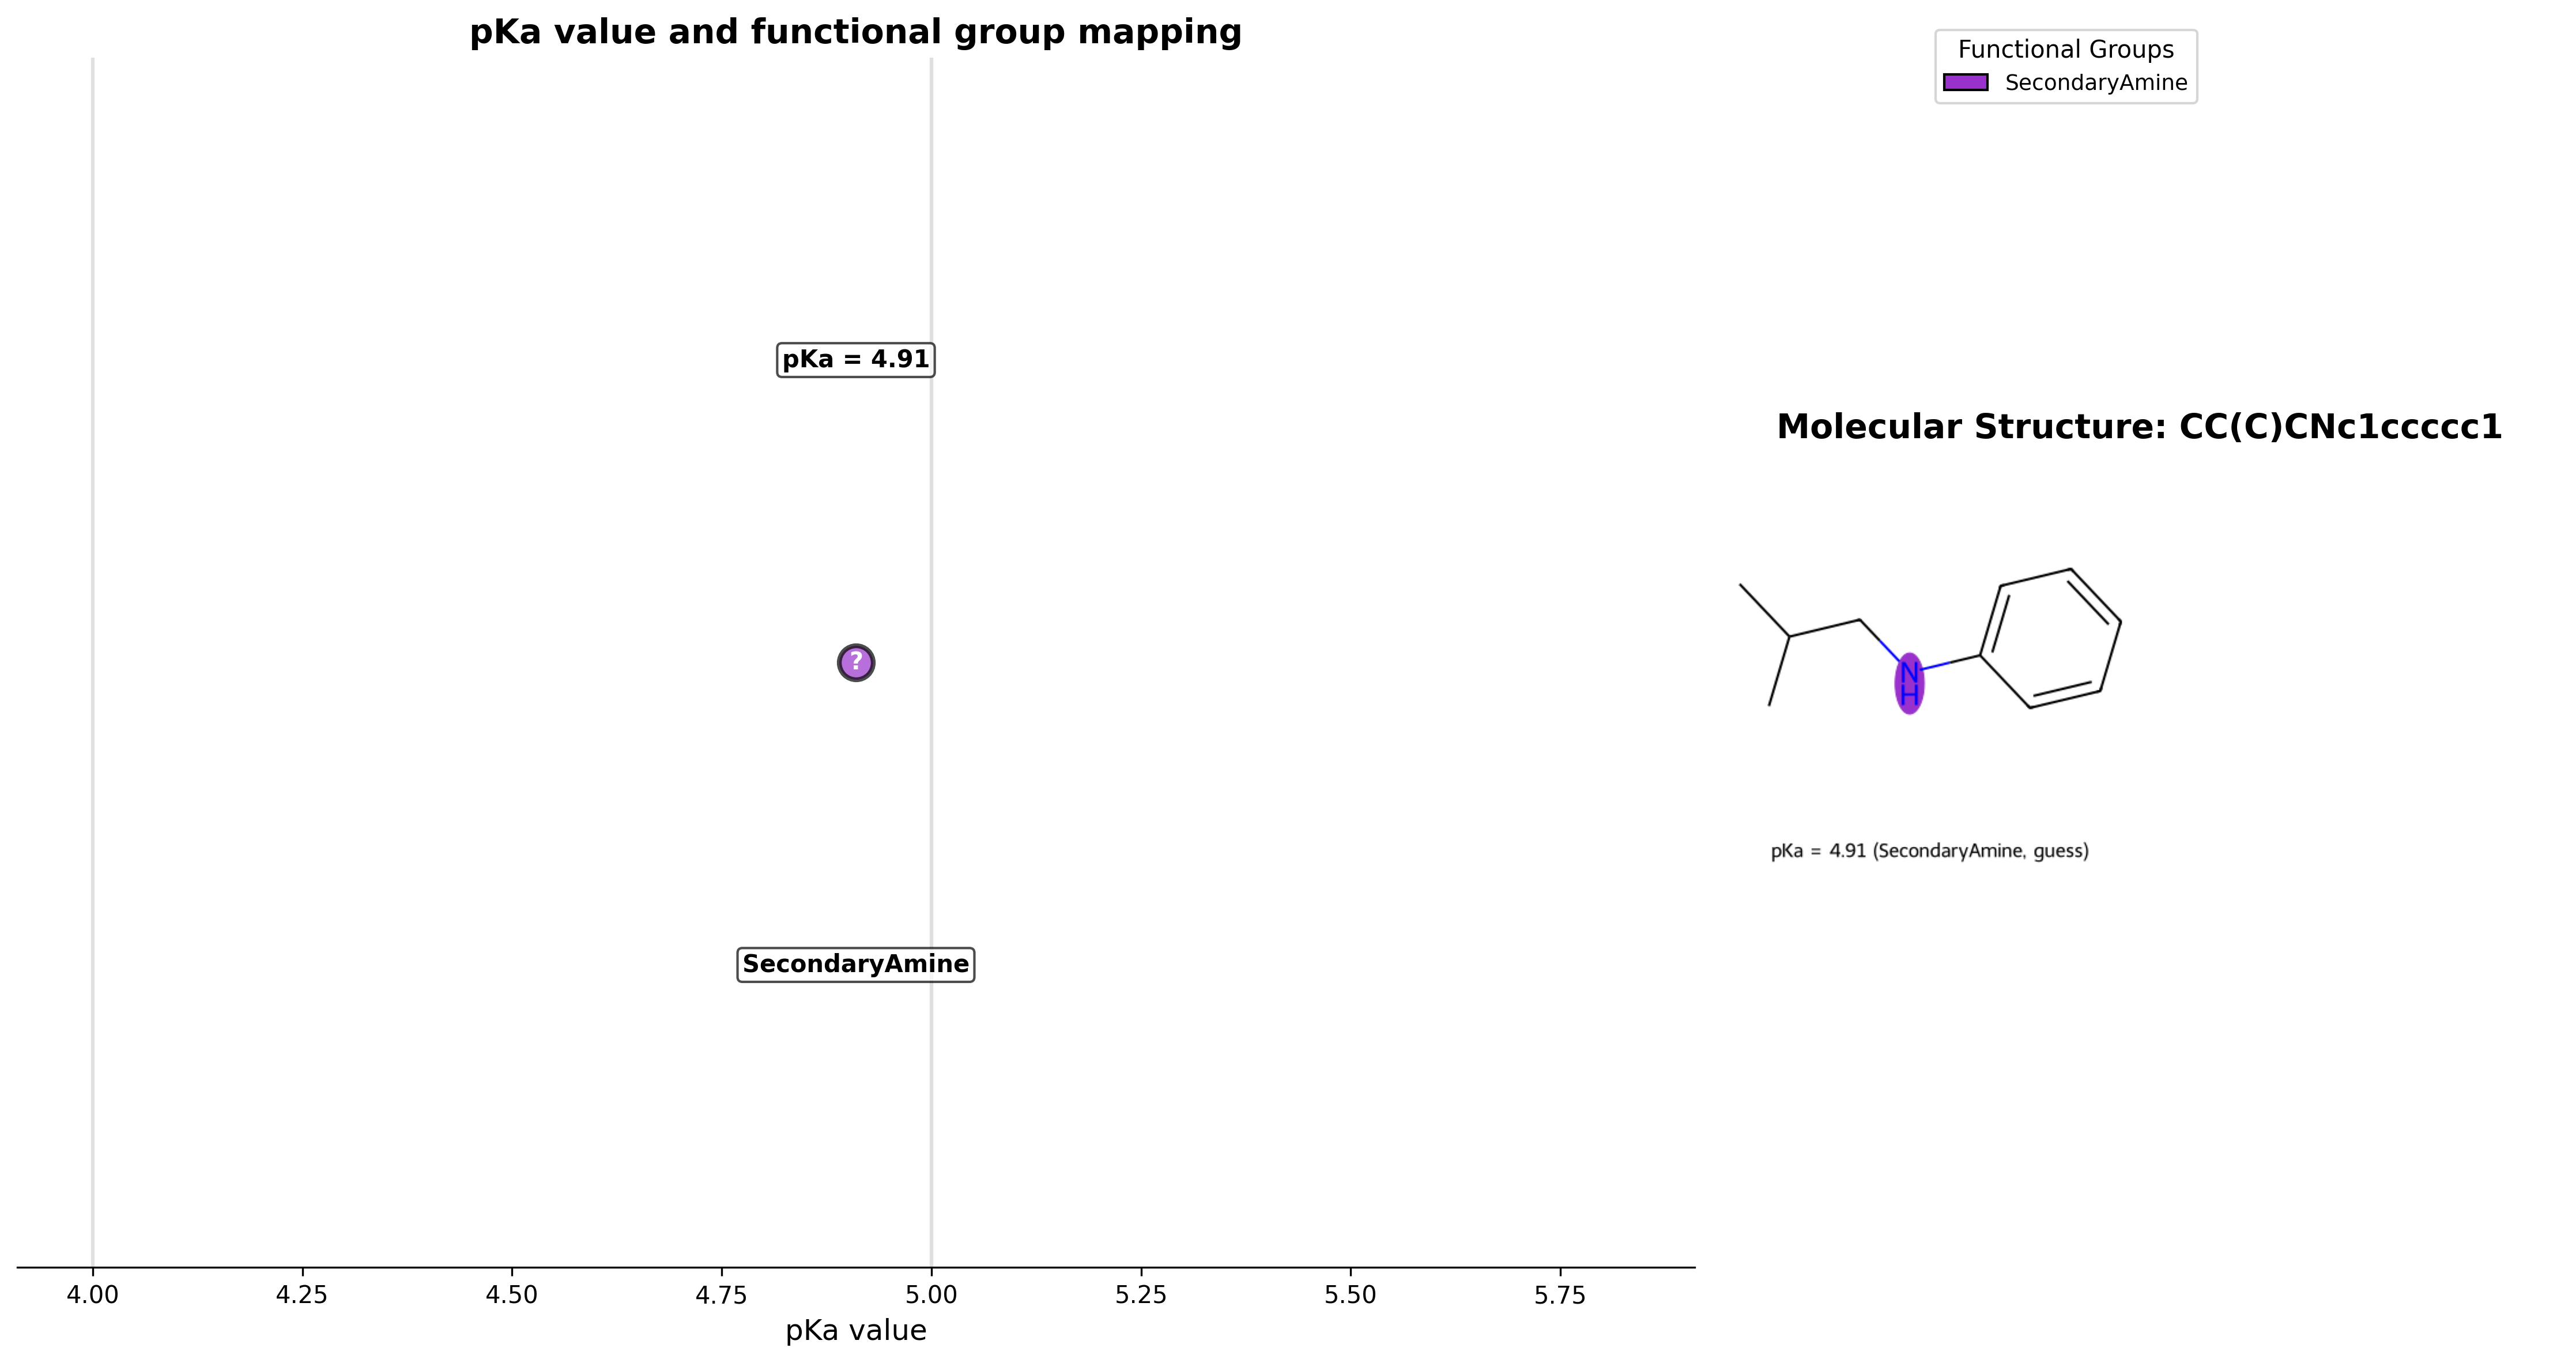 pKa value and functional group mapping
Functional Groups
SecondaryAmine
pKa = 4.91
Molecular Structure: CC(C)CNc1ccccc1
?
N
H
pKa = 4.91 (SecondaryAmine, guess)
SecondaryAmine
4.00 4.25 4.50 4.75 5.00 5.25 5.50 5.75
pKa value